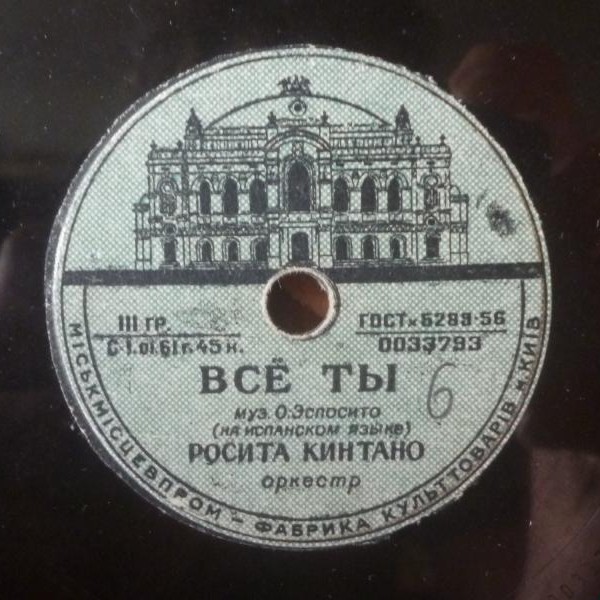 III ГР.
С 1.01.61 г. 45 к.
ГОСТ 5289-56
0033793
ВСЁ ТЫ
6
муз. О. Эспосито
(на испанском языке)
РОСИТА КИНТАНО
оркестр
МІСЬКМІСЦЕВПРОМ – ФАБРИКА КУЛЬТТОВАРІВ м. КИЇВ